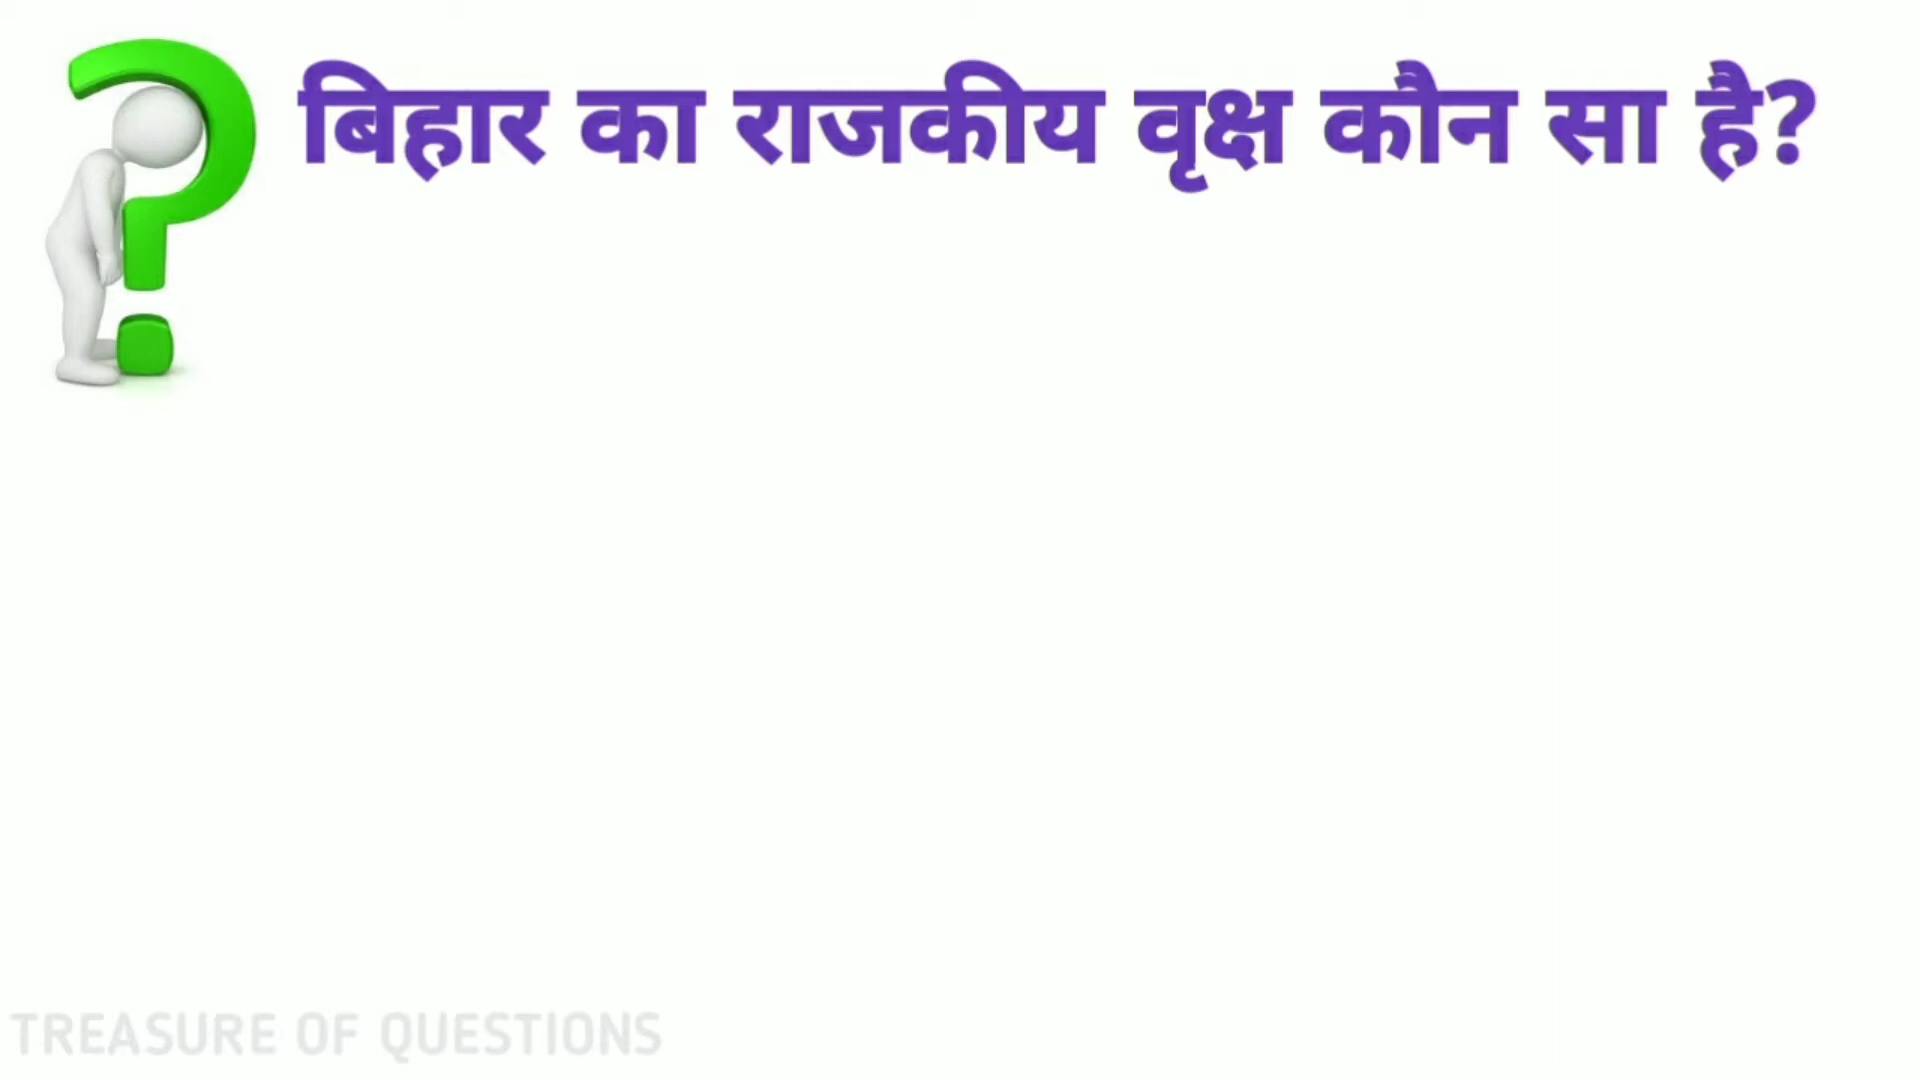 बिहार का राजकीय वृक्ष कौन सा है?
TREASURE OF QUESTIONS